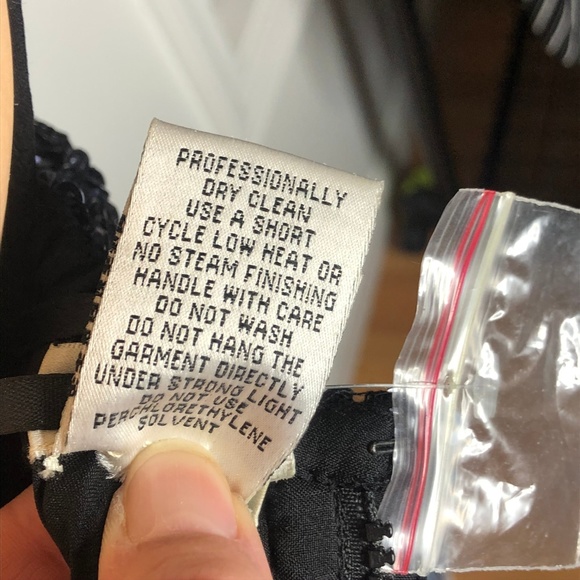 PROFESSIONALLY
DRY CLEAN
USE A SHORT
CYCLE LOW HEAT OR
NO STEAM FINISHING
HANDLE WITH CARE
DO NOT WASH
DO NOT HANG THE
GARMENT DIRECTLY
UNDER STRONG LIGHT
DO NOT USE
PERCHLORETHYLENE
SOLVENT